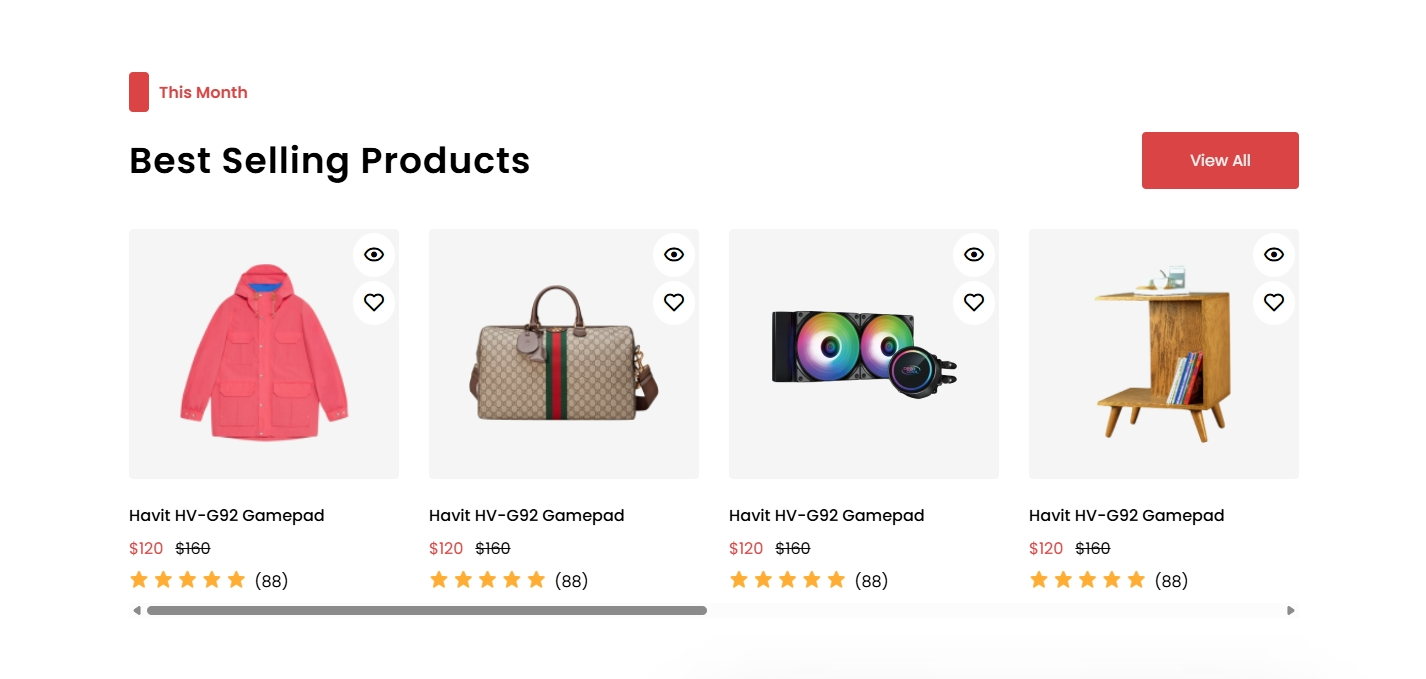 This Month
Best Selling Products
View All
Havit HV-G92 Gamepad
$120 $160
(88)
Havit HV-G92 Gamepad
$120 $160
(88)
Havit HV-G92 Gamepad
$120 $160
(88)
Havit HV-G92 Gamepad
$120 $160
(88)